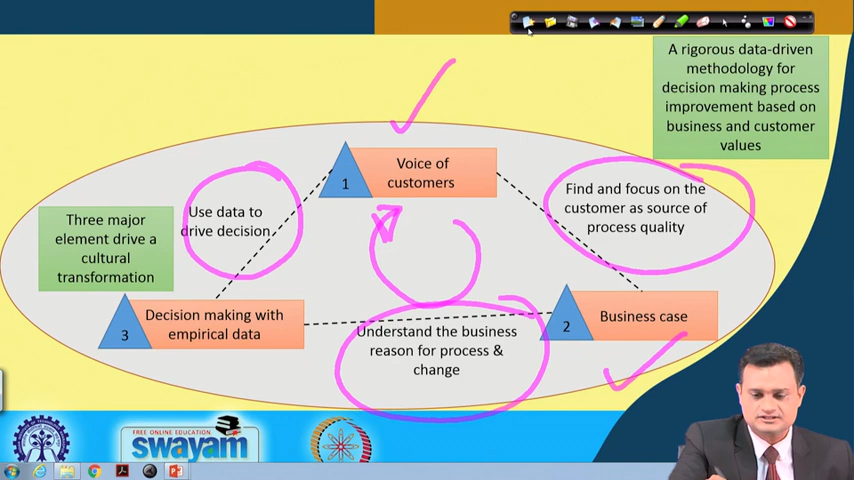 A rigorous data-driven
methodology for
decision making process
improvement based on
business and customer
values
1
Voice of
customers
Use data to
drive decision
Find and focus on the
customer as source of
process quality
Three major
element drive a
cultural
transformation
3
Decision making with
empirical data
2
Business case
Understand the business
reason for process &
change
FREE ONLINE EDUCATION
swayam